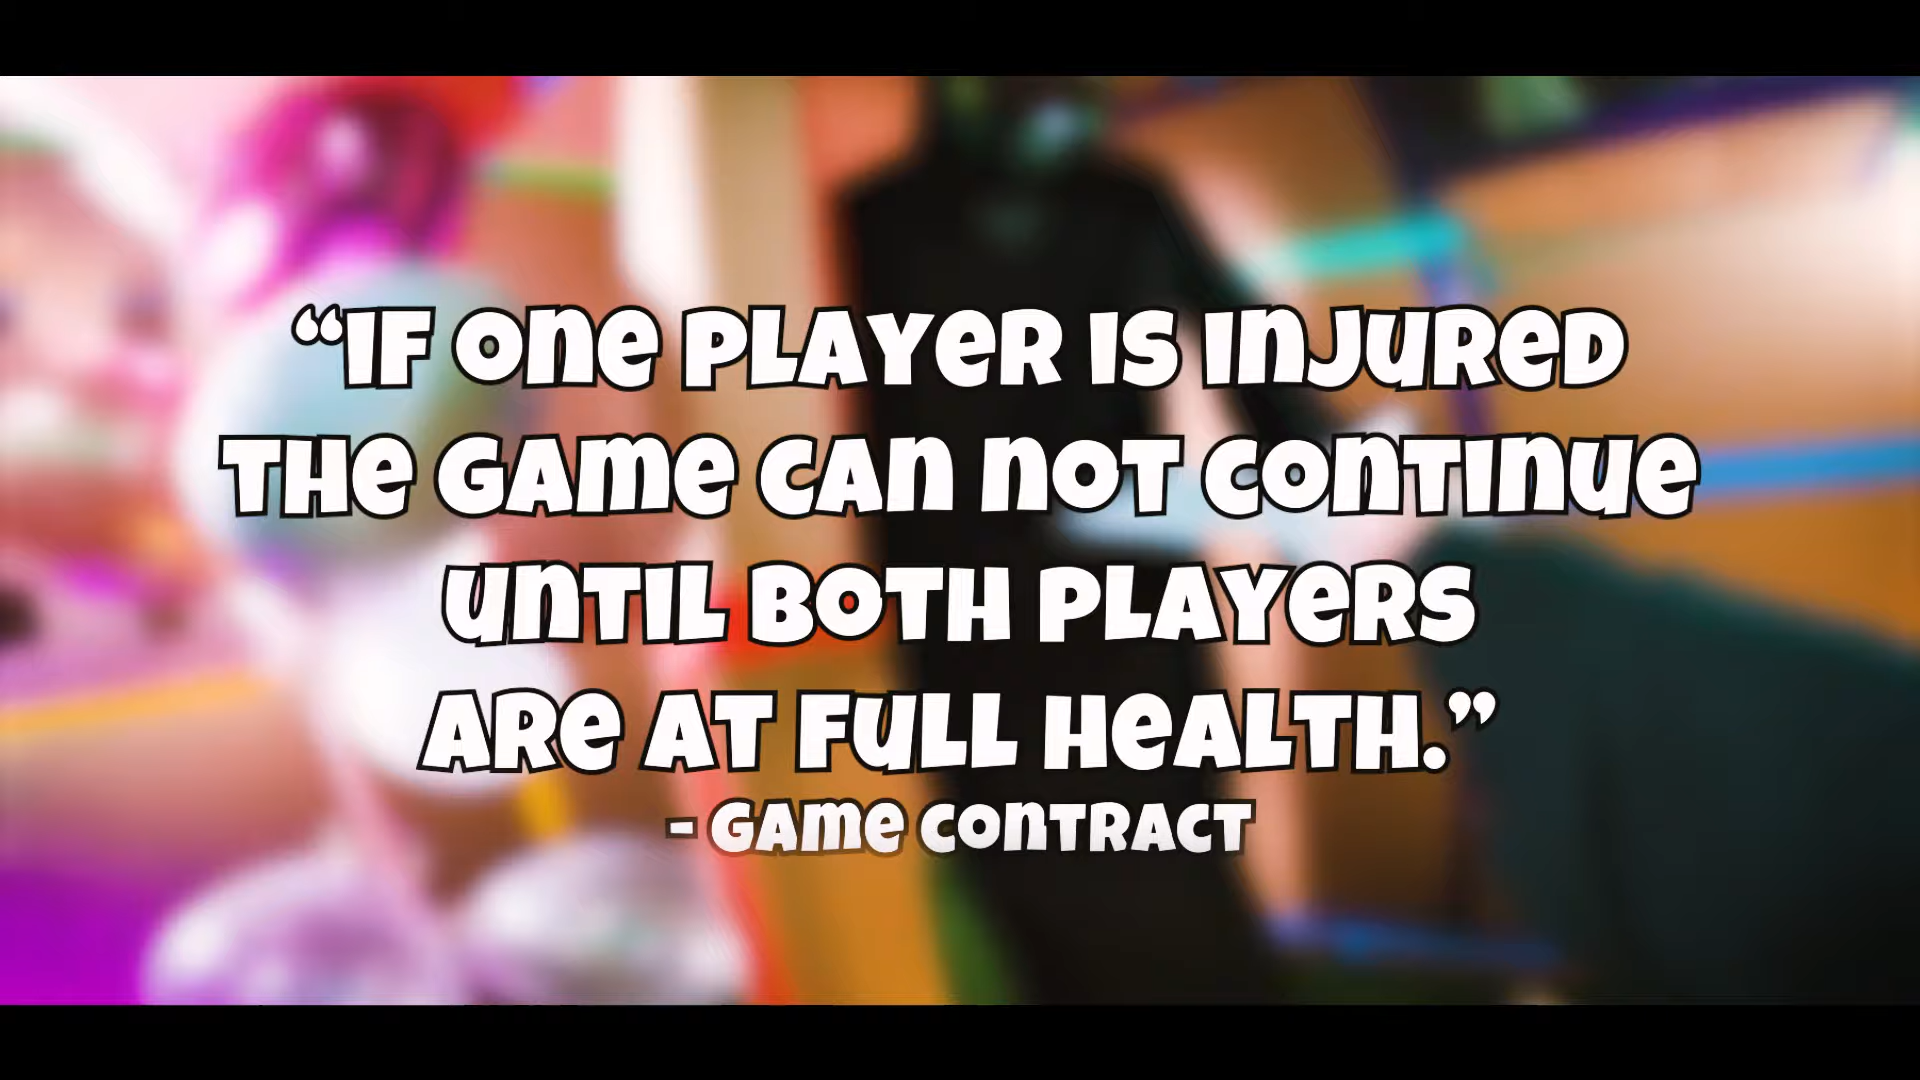 “IF ONE PLAYER IS INJURED
THE GAME CAN NOT CONTINUE
UNTIL BOTH PLAYERS
ARE AT FULL HEALTH.”
- GAME CONTRACT